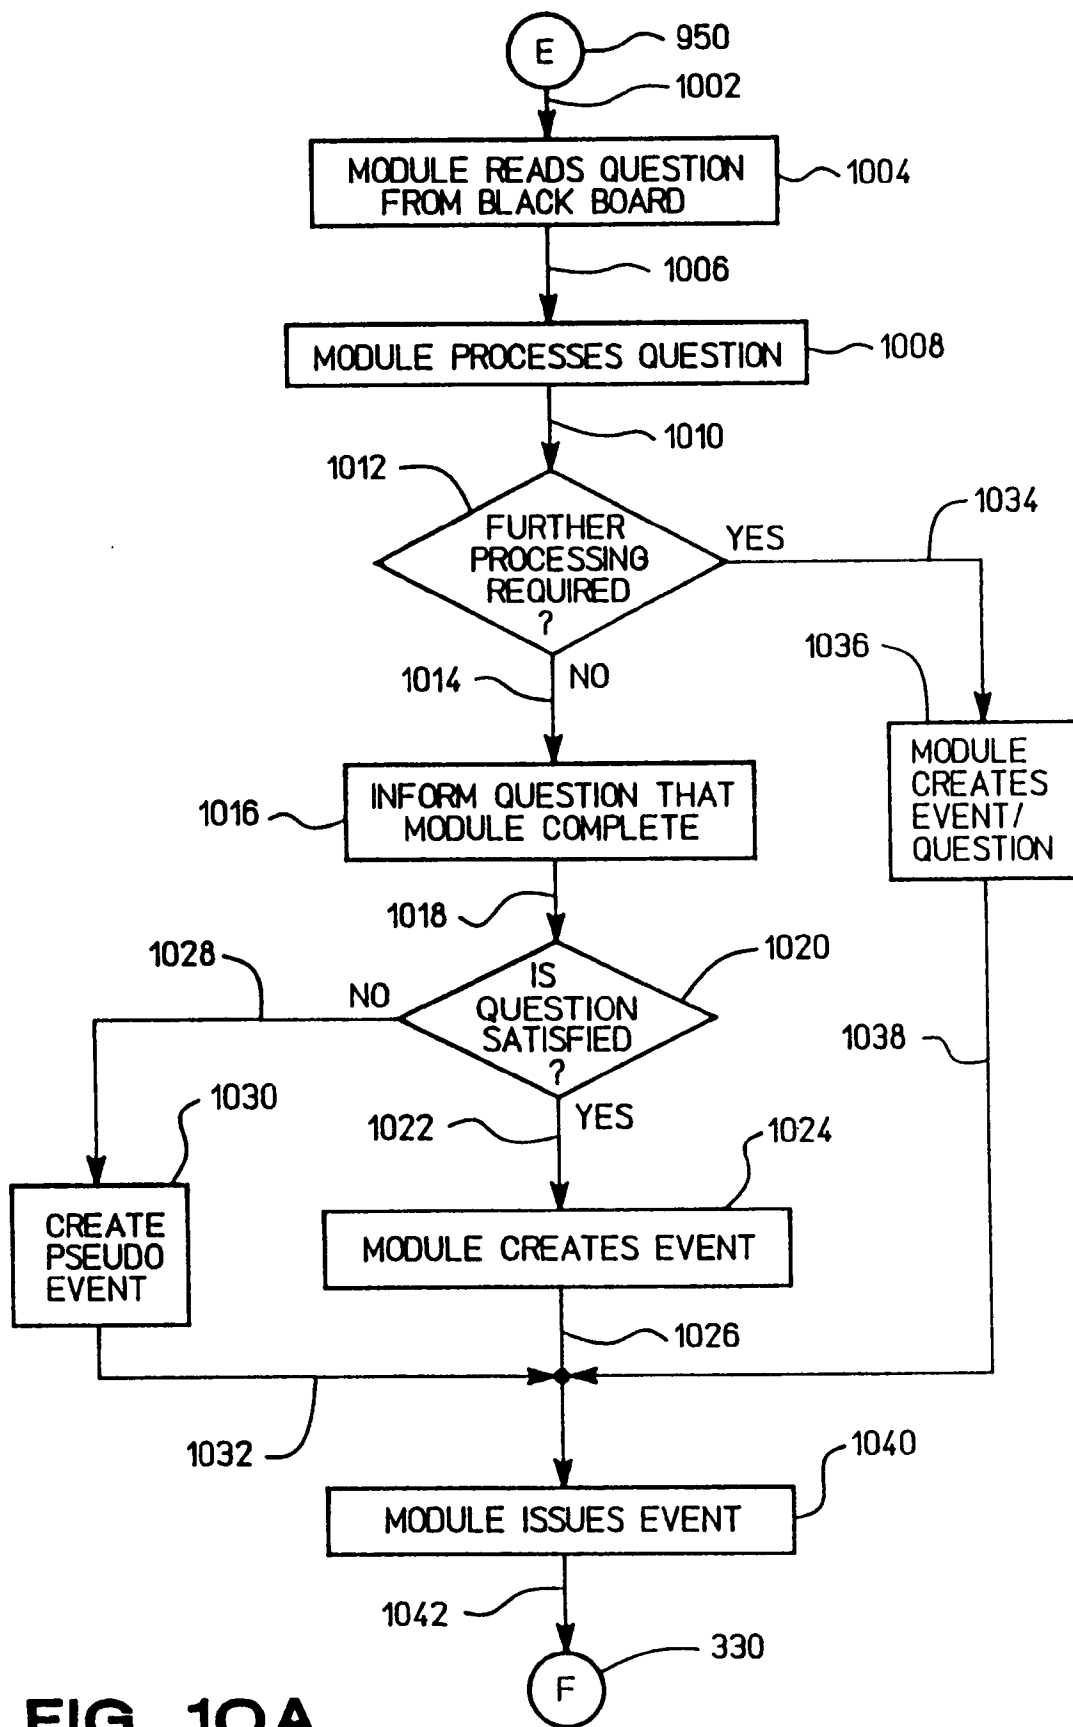 E
950
1002
MODULE READS QUESTION
FROM BLACK BOARD
1004
1006
MODULE PROCESSES QUESTION
1008
1010
1012
FURTHER
PROCESSING
REQUIRED
?
YES
1034
1014
NO
1036
MODULE
CREATES
EVENT/
QUESTION
INFORM QUESTION THAT
MODULE COMPLETE
1016
1018
1028
NO
IS
QUESTION
SATISFIED
?
1020
1038
1030
1022
YES
1024
CREATE
PSEUDO
EVENT
MODULE CREATES EVENT
1026
1032
1040
MODULE ISSUES EVENT
1042
330
F
FIG. 10A